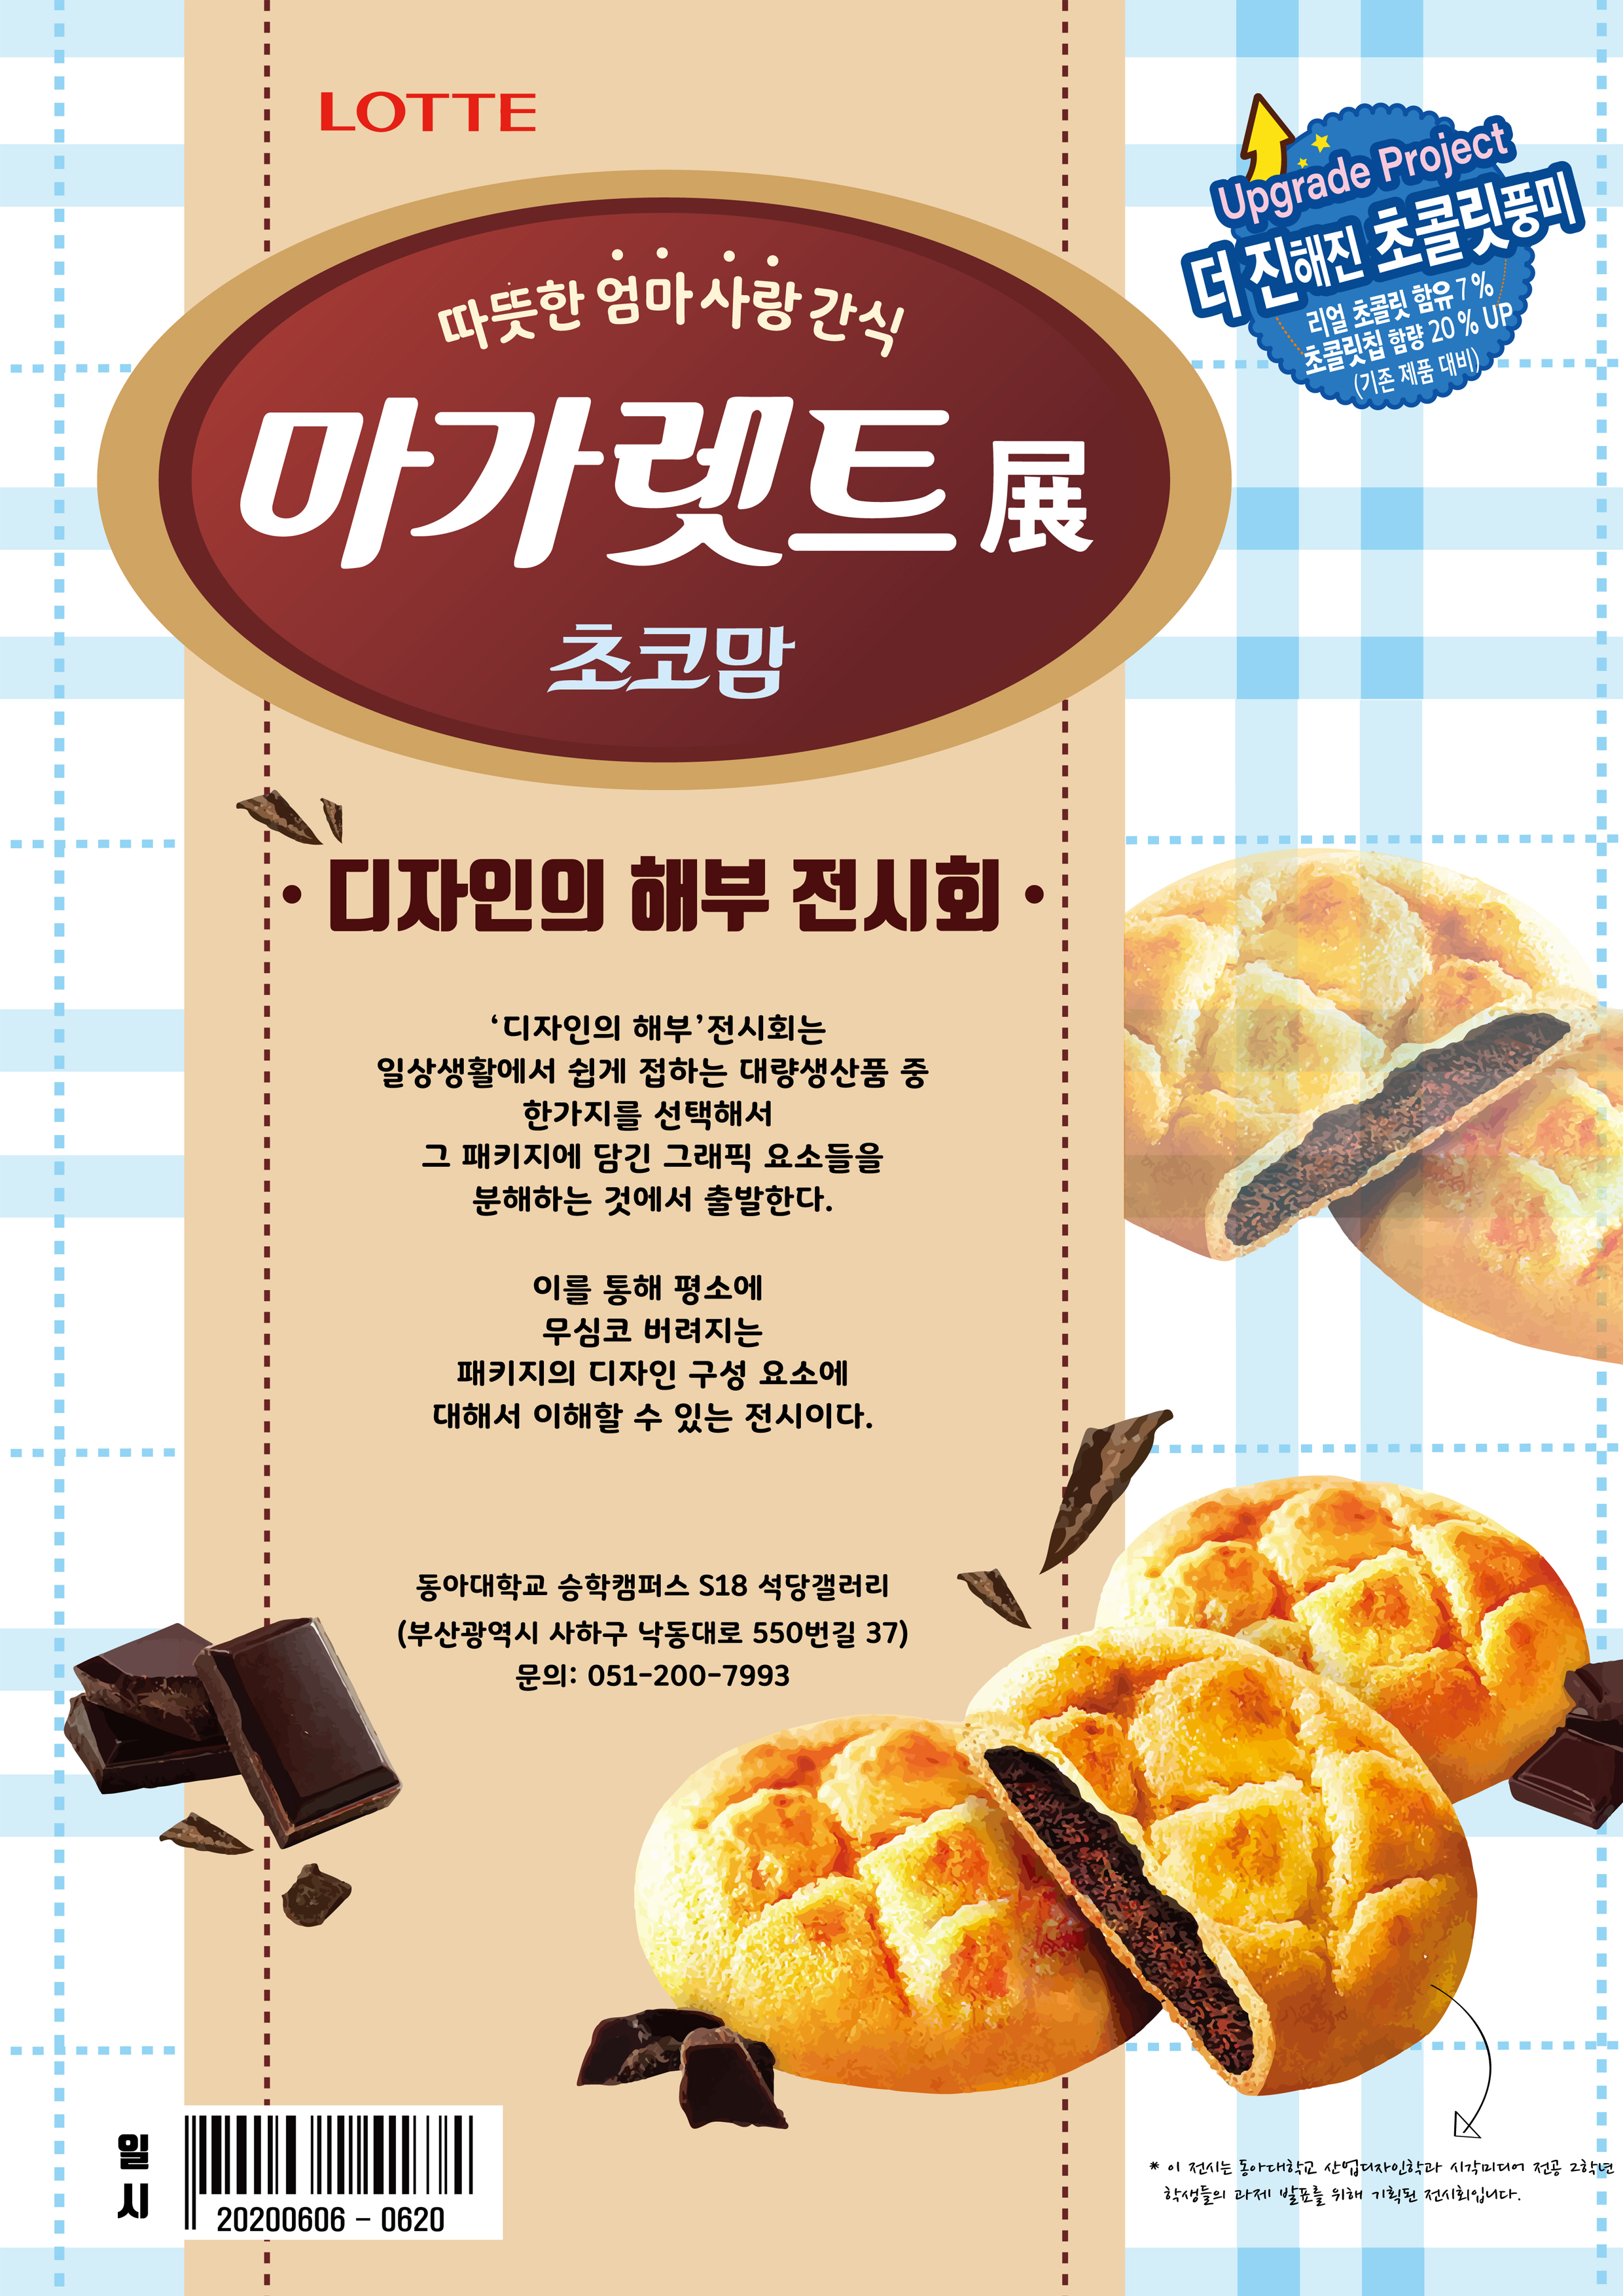 LOTTE
Upgrade Project
더 진해진 초콜릿풍미
리얼 초콜릿 함유 7 %
초콜릿칩 함량 20 % UP
(기존 제품 대비)
따뜻한 엄마 사랑 간식
마가렛트 展
초코맘
• 디자인의 해부 전시회 •
‘디자인의 해부’전시회는
일상생활에서 쉽게 접하는 대량생산품 중
한가지를 선택해서
그 패키지에 담긴 그래픽 요소들을
분해하는 것에서 출발한다.
이를 통해 평소에
무심코 버려지는
패키지의 디자인 구성 요소에
대해서 이해할 수 있는 전시이다.
동아대학교 승학캠퍼스 S18 석당갤러리
(부산광역시 사하구 낙동대로 550번길 37)
문의: 051-200-7993
일시
20200606 - 0620
* 이 전시는 동아대학교 산업디자인학과 시각미디어 전공 2학년
학생들의 과제 발표를 위해 기획된 전시회입니다.